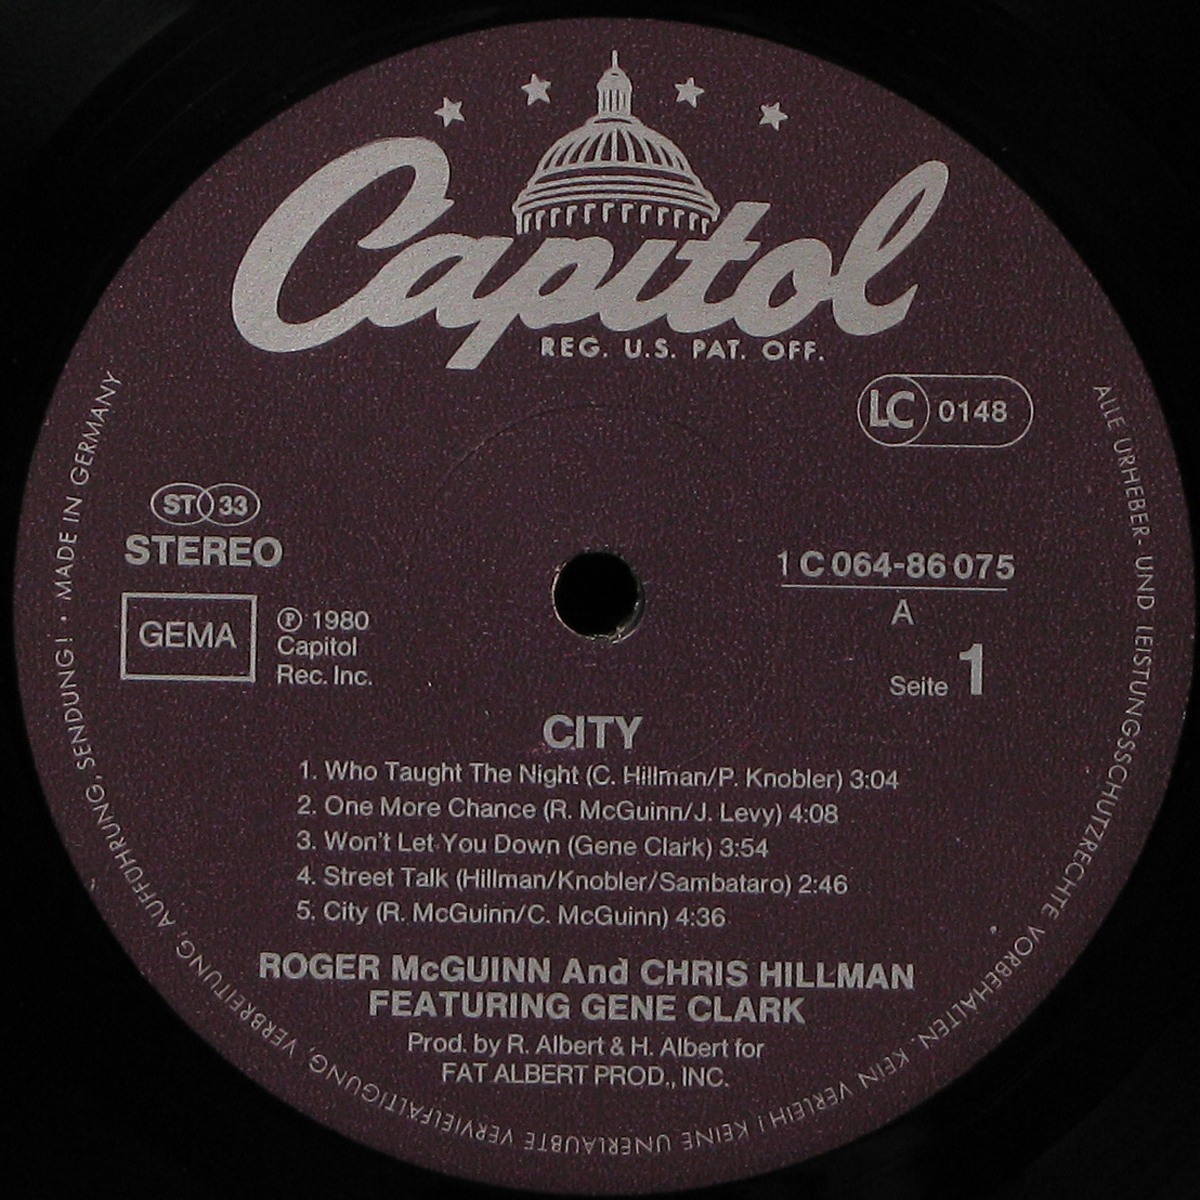 Capitol
REG. U.S. PAT. OFF.
LC 0148
ST 33
STEREO
GEMA
℗ 1980
Capitol
Rec. Inc.
1 C 064-86 075
A
Seite 1
CITY
1. Who Taught The Night (C. Hillman/P. Knobler) 3:04
2. One More Chance (R. McGuinn/J. Levy) 4:08
3. Won't Let You Down (Gene Clark) 3:54
4. Street Talk (Hillman/Knobler/Sambataro) 2:46
5. City (R. McGuinn/C. McGuinn) 4:36
ROGER McGUINN And CHRIS HILLMAN
FEATURING GENE CLARK
Prod. by R. Albert & H. Albert for
FAT ALBERT PROD., INC.
ALLE URHEBER- UND LEISTUNGSSCHUTZRECHTE VORBEHALTEN. KEIN VERLEIH! KEINE UNERLAUBTE VERVIELFÄLTIGUNG, VERBREITUNG, AUFFÜHRUNG, SENDUNG! · MADE IN GERMANY